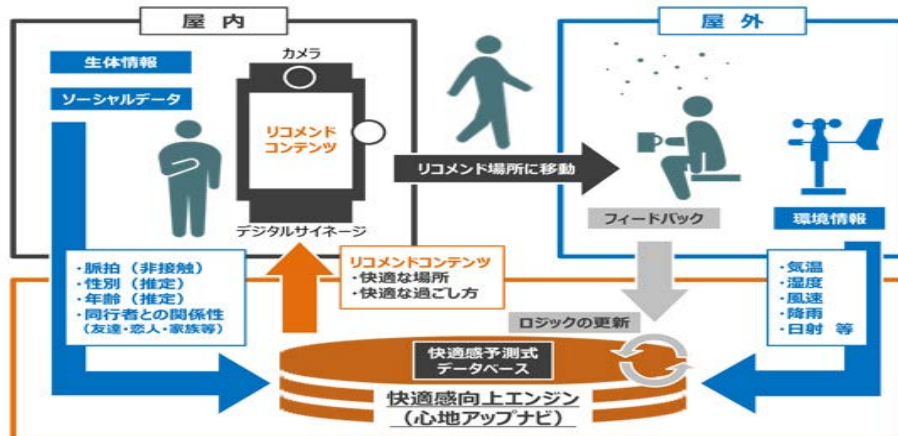 屋 内
生体情報
ソーシャルデータ
カメラ
リコメンド
コンテンツ
デジタルサイネージ
リコメンド場所に移動
屋 外
フィードバック
環境情報
・脈拍（非接触）
・性別（推定）
・年齢（推定）
・同行者との関係性
（友達・恋人・家族等）
リコメンドコンテンツ
・快適な場所
・快適な過ごし方
ロジックの更新
・気温
・湿度
・風速
・降雨
・日射 等
快適感予測式
データベース
快適感向上エンジン
（心地アップナビ）